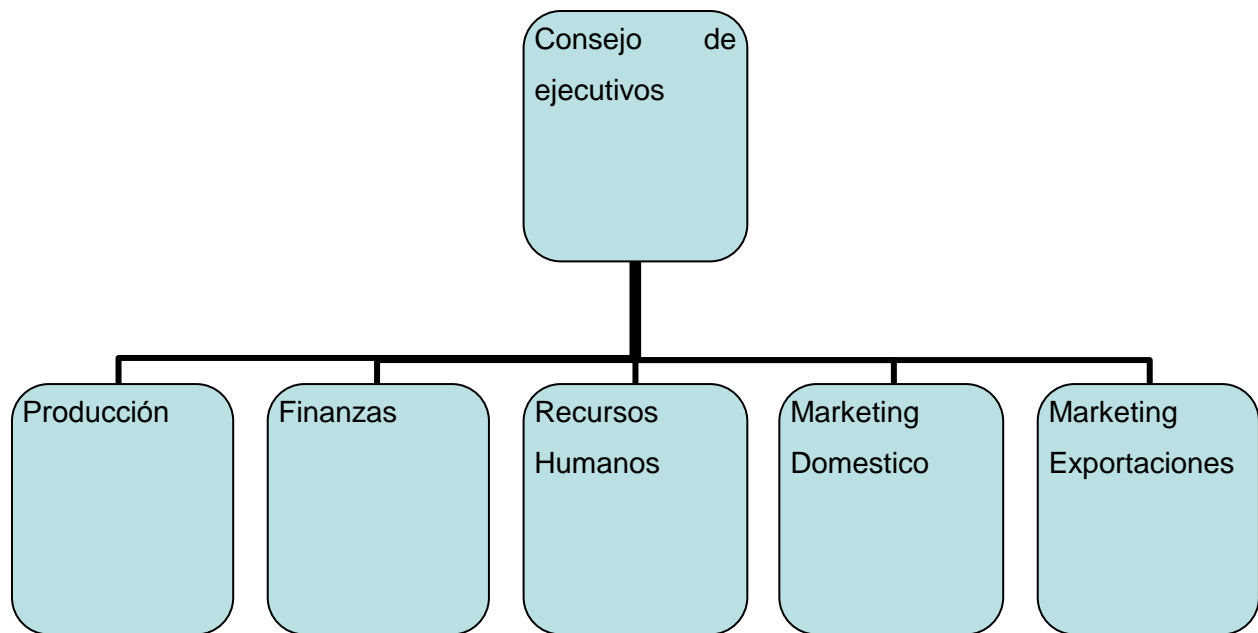 Consejo de
ejecutivos
Producción
Finanzas
Recursos
Humanos
Marketing
Domestico
Marketing
Exportaciones